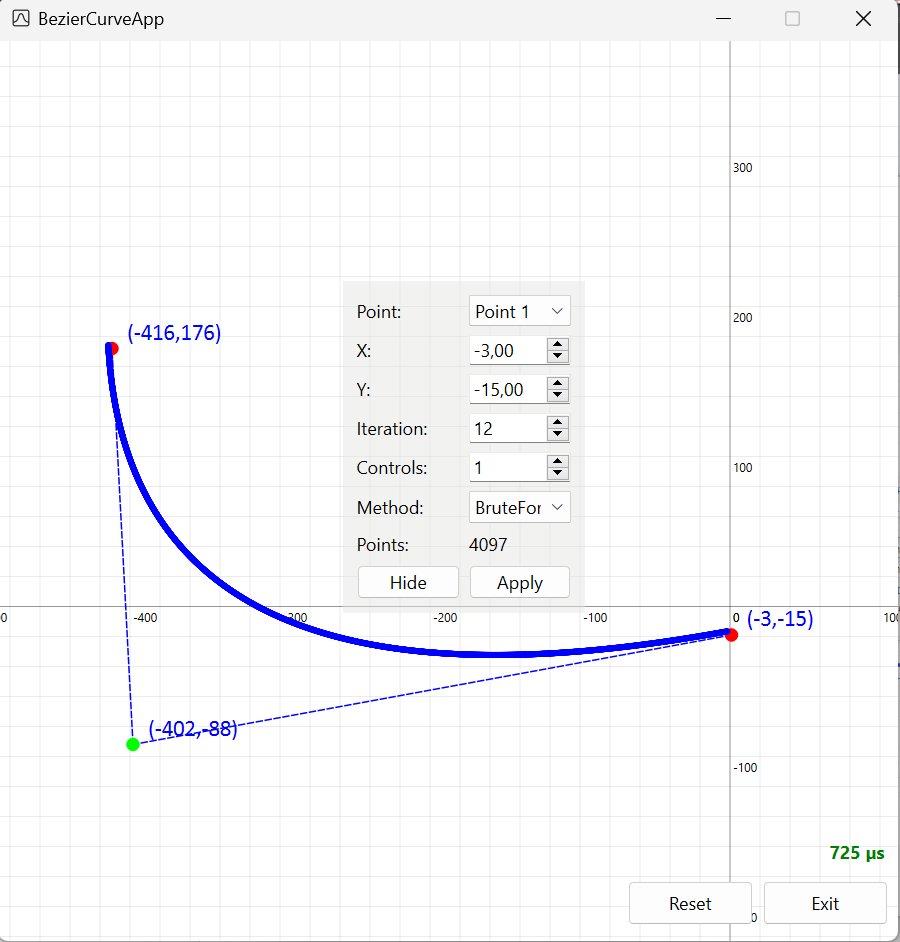 BezierCurveApp
300
Point: Point 1
200
(-416,176)
X: -3,00
Y: -15,00
Iteration: 12
Controls: 1
100
Method: BruteFor
Points: 4097
Hide Apply
00 -400 -300 -200 -100 0 100
(-3,-15)
(-402,-88)
-100
725 µs
Reset Exit
0